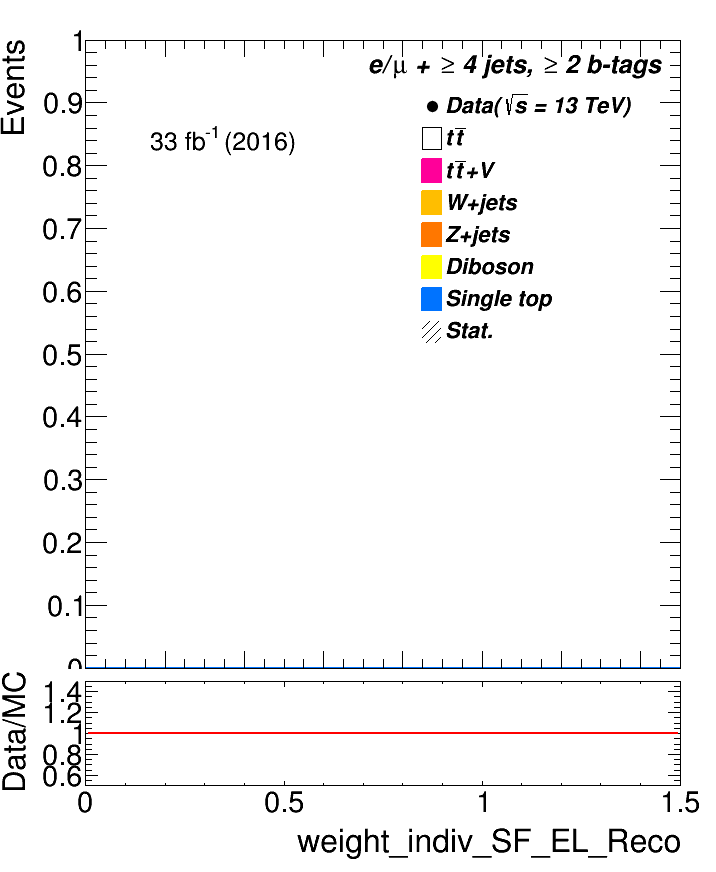 Events
1
0.9
0.8
0.7
0.6
0.5
0.4
0.3
0.2
0.1
0
e/μ + ≥ 4 jets, ≥ 2 b-tags
33 fb⁻¹ (2016)
Data(√s = 13 TeV)
tt̅
tt̅+V
W+jets
Z+jets
Diboson
Single top
Stat.
Data/MC
1.4
1.2
1
0.8
0.6
0 0.5 1 1.5
weight_indiv_SF_EL_Reco